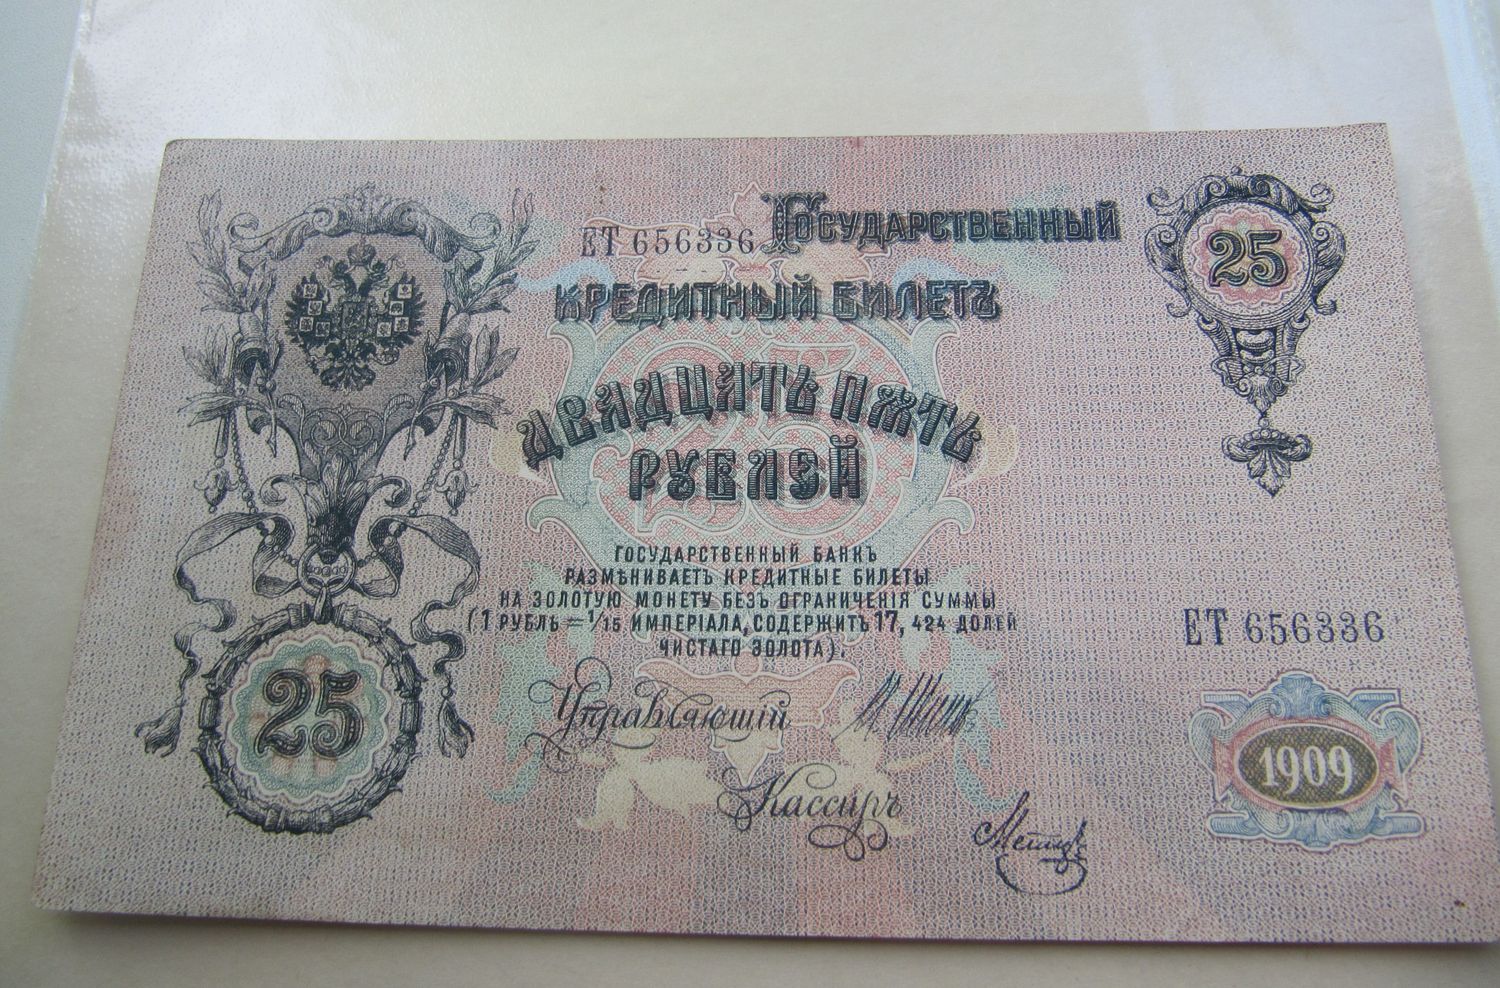 ЕТ 656336 ГОСУДАРСТВЕННЫЙ
КРЕДИТНЫЙ БИЛЕТЪ
25
ДВАДЦАТЬ ПЯТЬ
РУБЛЕЙ
ГОСУДАРСТВЕННЫЙ БАНКЪ
РАЗМѢНИВАЕТЪ КРЕДИТНЫЕ БИЛЕТЫ
НА ЗОЛОТУЮ МОНЕТУ БЕЗЪ ОГРАНИЧЕНІЯ СУММЫ
(1 РУБЛЬ = 1/15 ИМПЕРІАЛА, СОДЕРЖИТЪ 17, 424 ДОЛЕЙ
ЧИСТАГО ЗОЛОТА).
ЕТ 656336
25
Управляющій
Кассиръ
1909